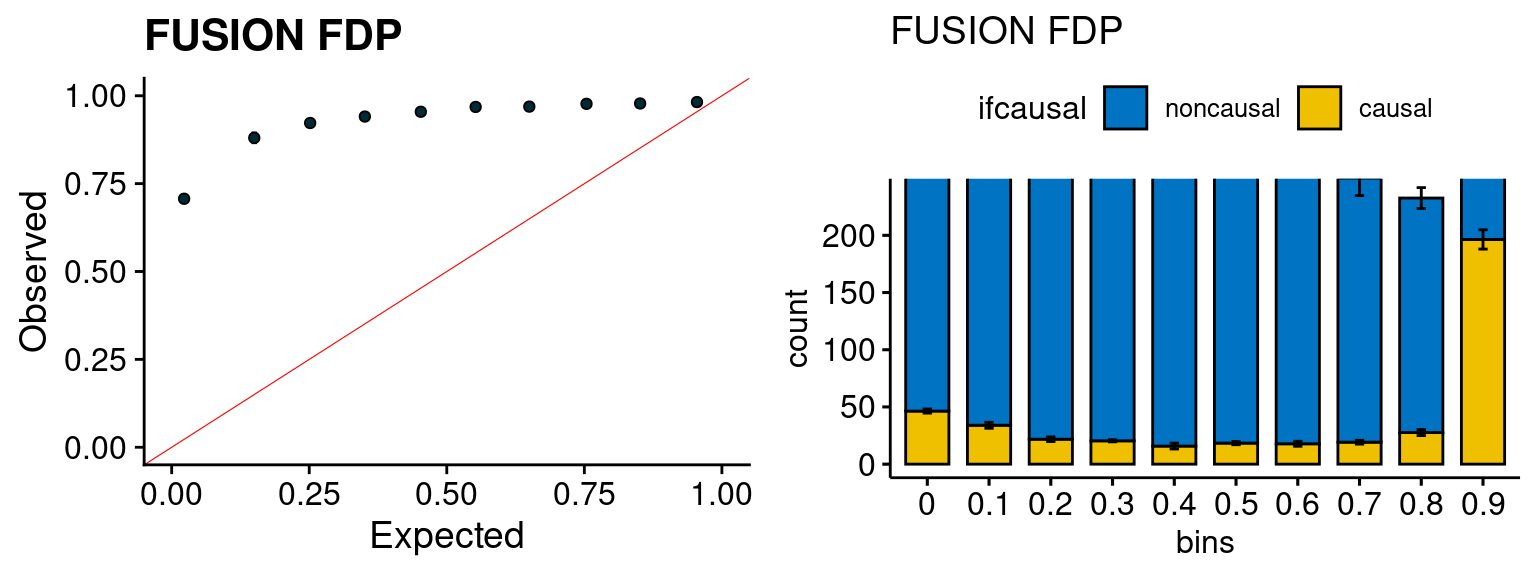 FUSION FDP
Observed
1.00
0.75
0.50
0.25
0.00
0.00 0.25 0.50 0.75 1.00
Expected
FUSION FDP
ifcausal noncausal causal
count
200
150
100
50
0
0 0.1 0.2 0.3 0.4 0.5 0.6 0.7 0.8 0.9
bins